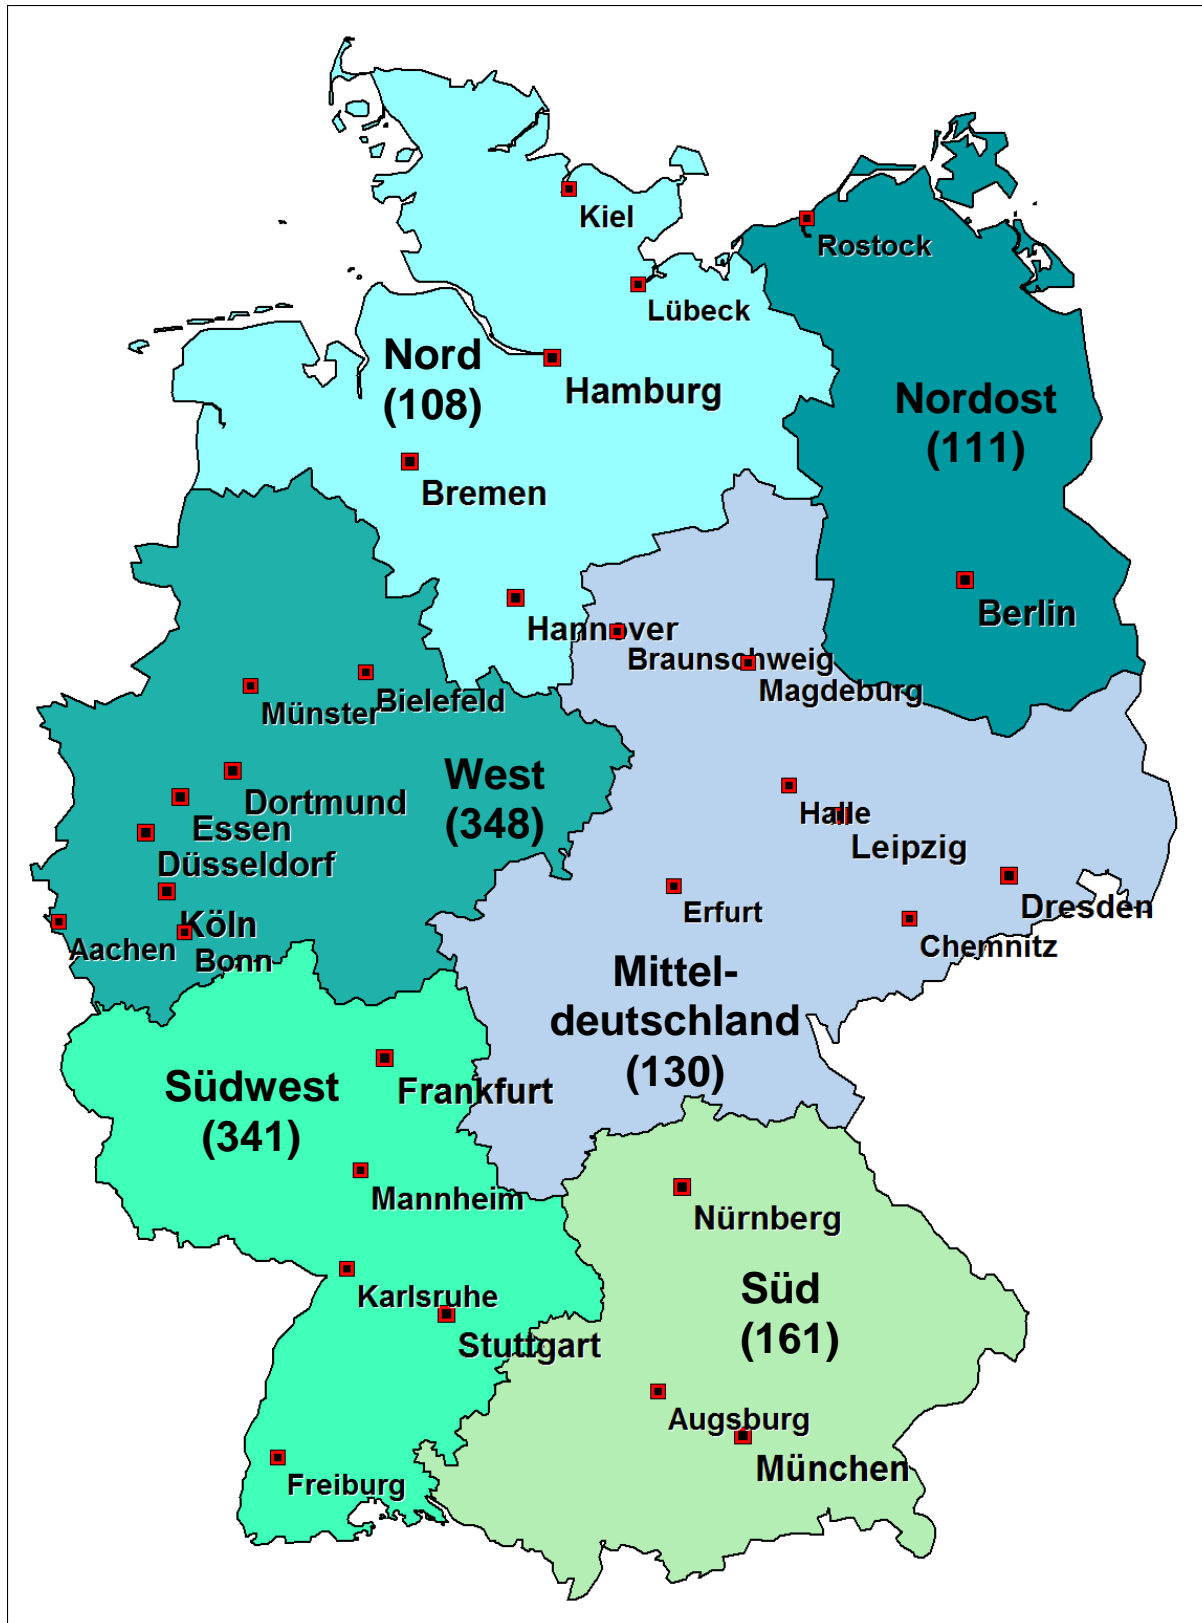 Kiel
Rostock
Lübeck
Nord
(108)
Hamburg
Nordost
(111)
Bremen
Berlin
Hannover
Braunschweig
Magdeburg
Bielefeld
Münster
West
(348)
Dortmund
Essen
Düsseldorf
Halle
Leipzig
Köln
Aachen
Bonn
Erfurt
Dresden
Chemnitz
Mittel-
deutschland
(130)
Südwest
(341)
Frankfurt
Mannheim
Nürnberg
Karlsruhe
Stuttgart
Süd
(161)
Augsburg
München
Freiburg